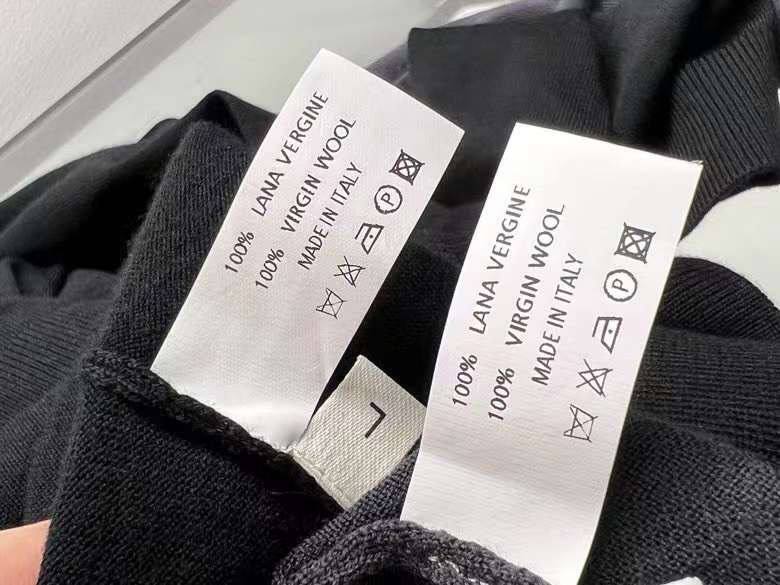 100% LANA VERGINE
100% VIRGIN WOOL
MADE IN ITALY
P
L
100% LANA VERGINE
100% VIRGIN WOOL
MADE IN ITALY
P